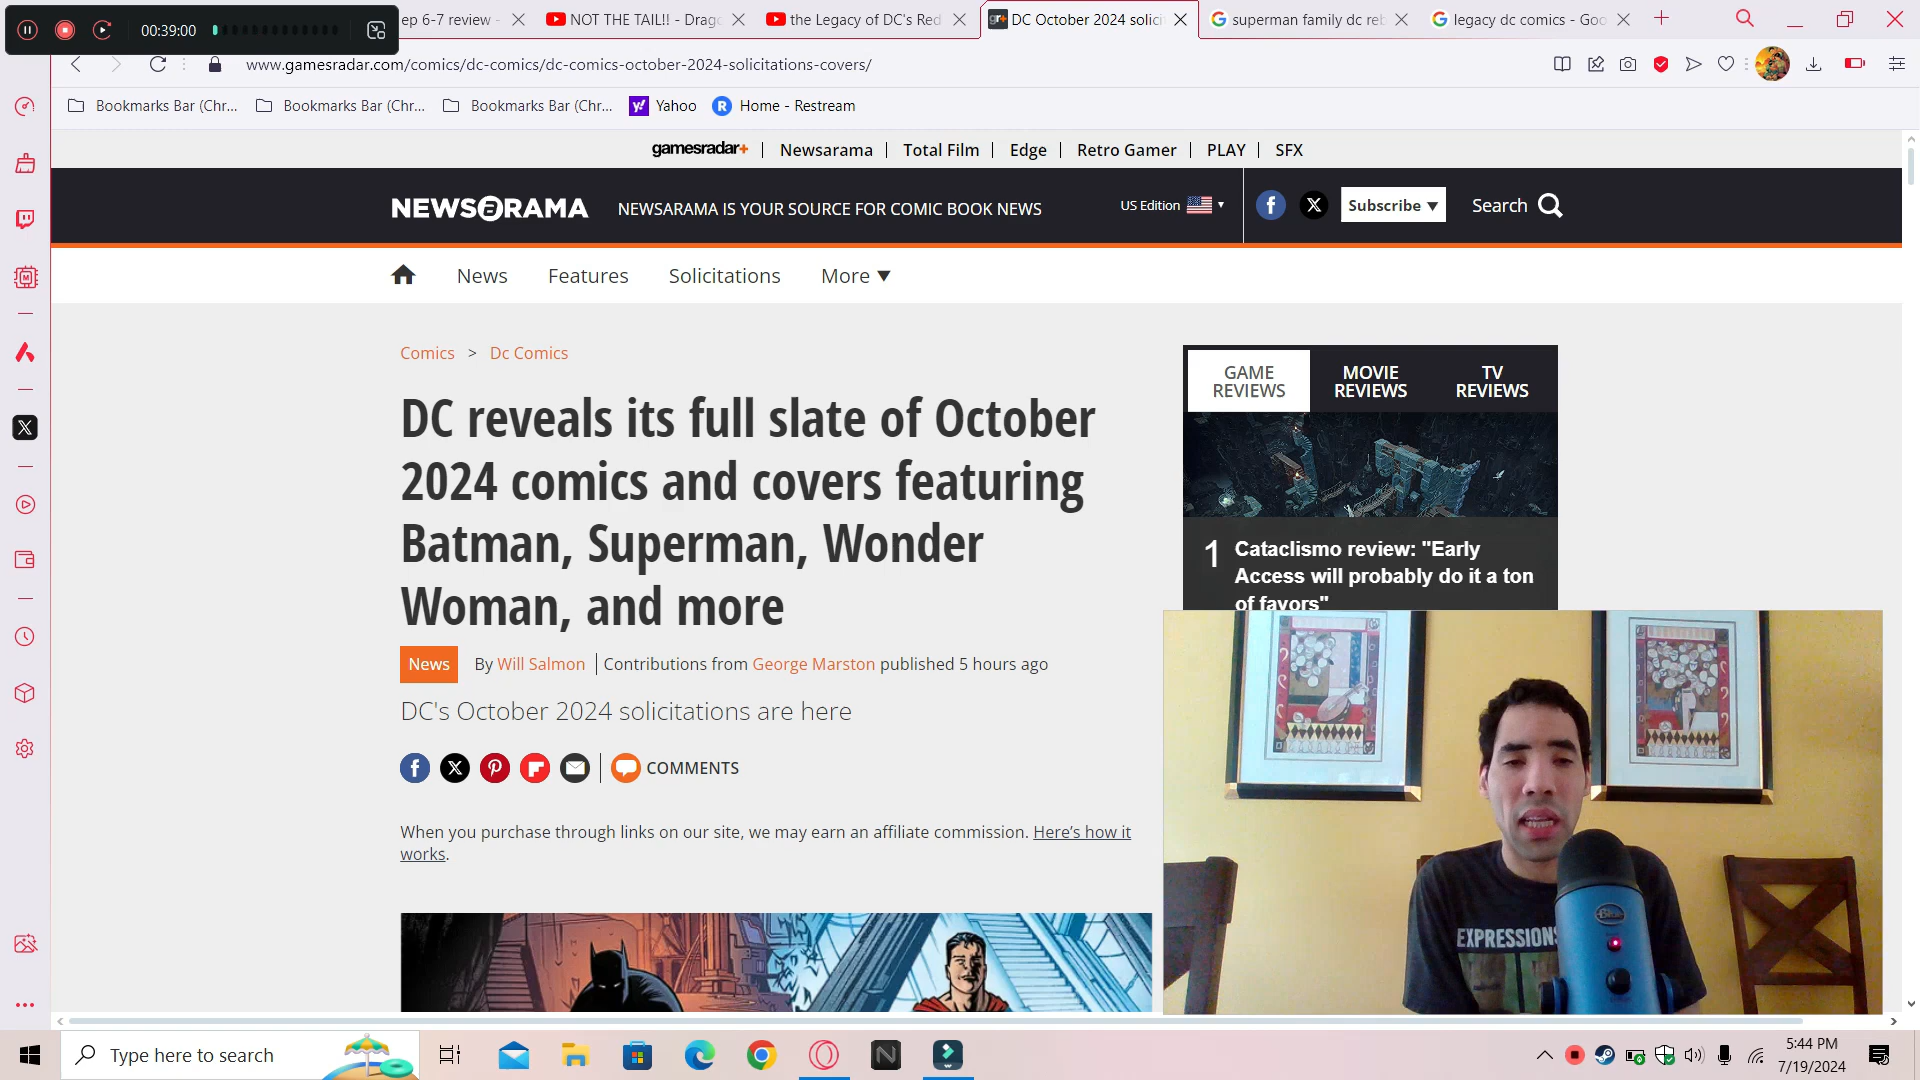 00:39:00
ep 6-7 review -
NOT THE TAIL!! - Drag
the Legacy of DC's Red
DC October 2024 solicit
superman family dc reb
legacy dc comics - Goo
www.gamesradar.com/comics/dc-comics/dc-comics-october-2024-solicitations-covers/
Bookmarks Bar (Chr...
Bookmarks Bar (Chr...
Bookmarks Bar (Chr...
Yahoo
Home - Restream
gamesradar+
Newsarama
Total Film
Edge
Retro Gamer
PLAY
SFX
NEWSARAMA
NEWSARAMA IS YOUR SOURCE FOR COMIC BOOK NEWS
US Edition
Subscribe ▼
Search
News
Features
Solicitations
More ▼
Comics > Dc Comics
DC reveals its full slate of October
2024 comics and covers featuring
Batman, Superman, Wonder
Woman, and more
News
By Will Salmon
Contributions from George Marston published 5 hours ago
DC's October 2024 solicitations are here
COMMENTS
When you purchase through links on our site, we may earn an affiliate commission. Here's how it
works.
GAME
REVIEWS
MOVIE
REVIEWS
TV
REVIEWS
1
Cataclismo review: "Early
Access will probably do it a ton
of favors"
EXPRESSIONS
Blue
Type here to search
5:44 PM
7/19/2024